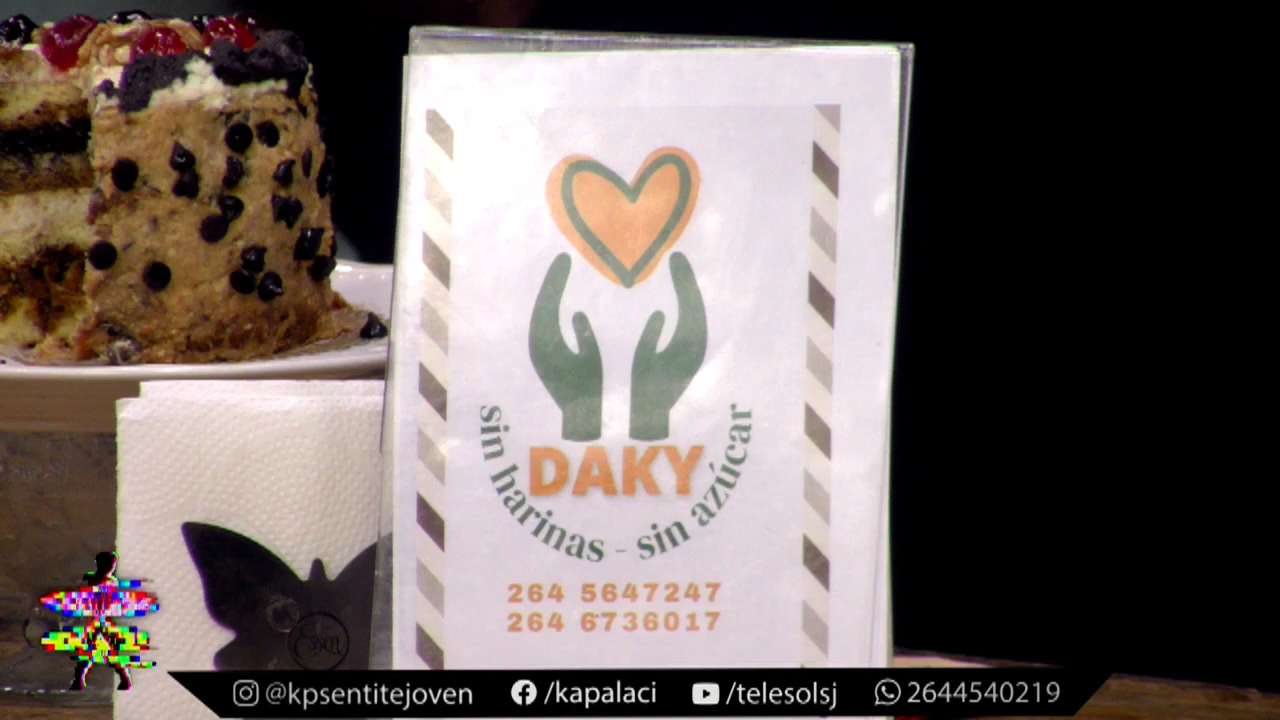 DAKY
sin harinas - sin azúcar
264 5647247
264 6736017
@kpsentitejoven /kapalaci /telesolsj 2644540219